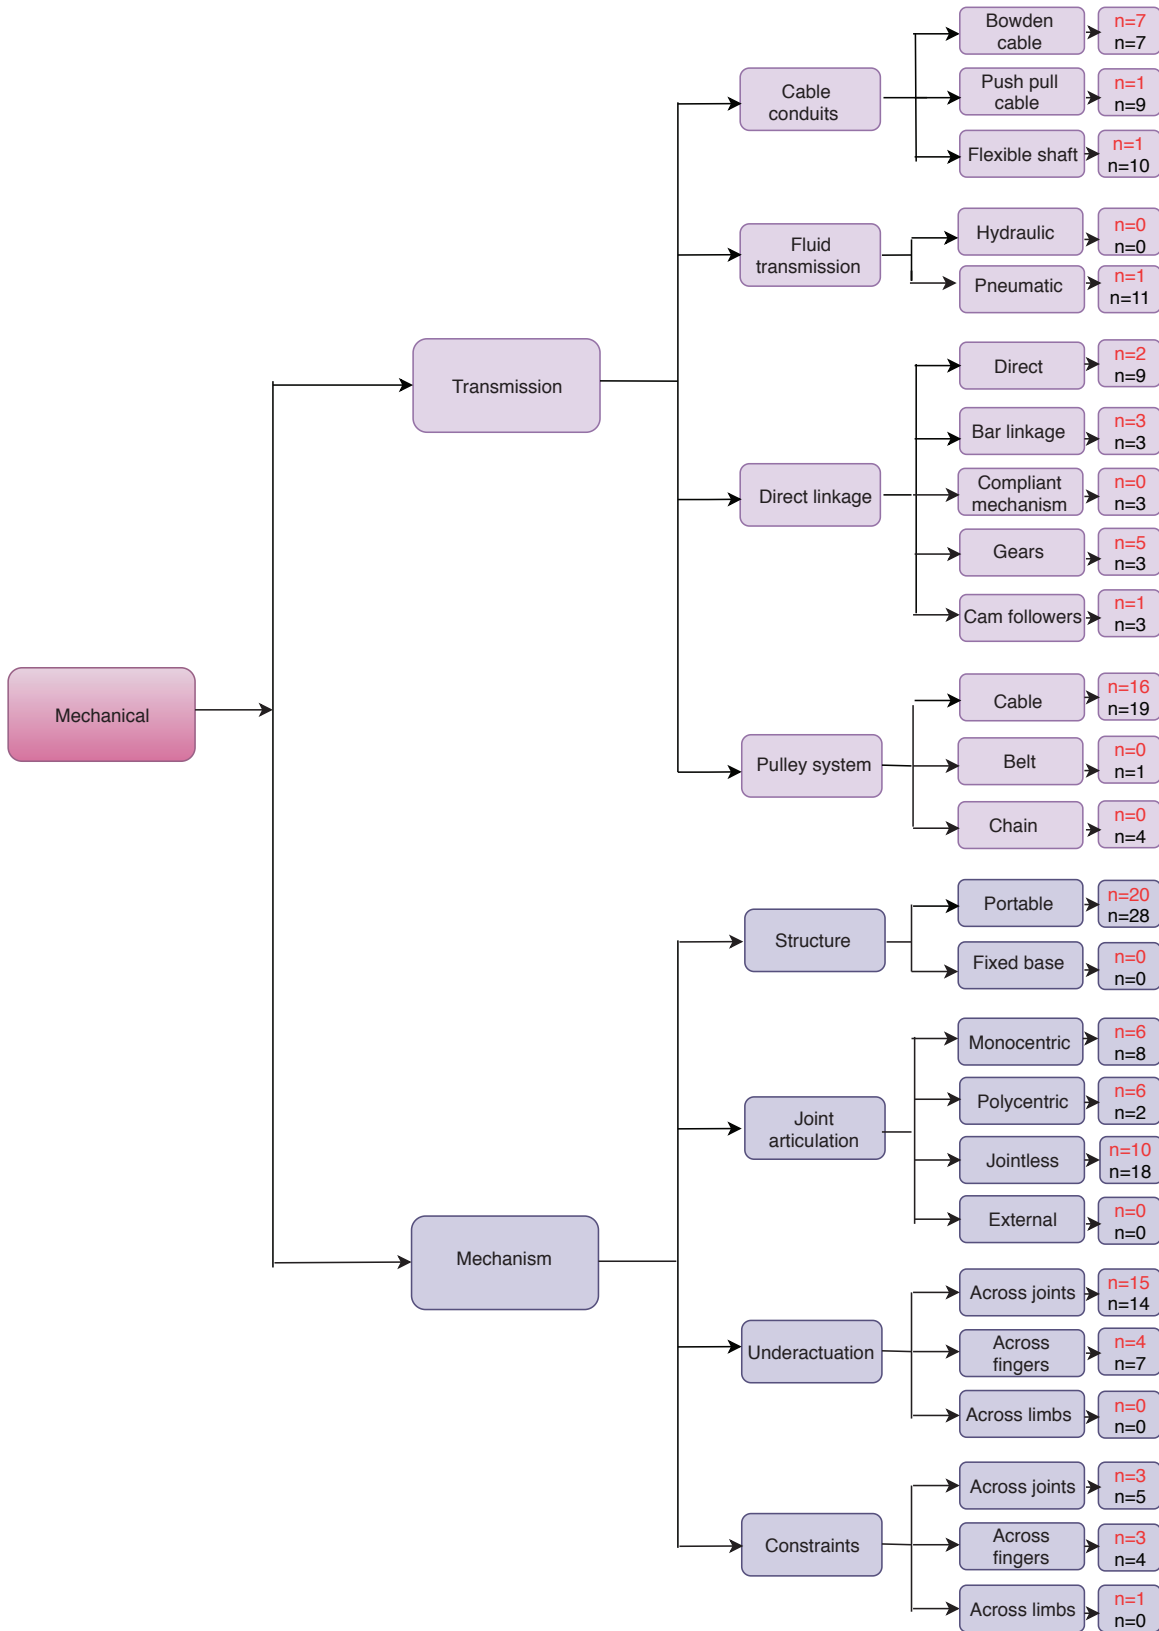 Mechanical
Transmission
Cable
conduits
Bowden
cable
n=7
n=7
Push pull
cable
n=1
n=9
Flexible shaft
n=1
n=10
Fluid
transmission
Hydraulic
n=0
n=0
Pneumatic
n=1
n=11
Direct linkage
Direct
n=2
n=9
Bar linkage
n=3
n=3
Compliant
mechanism
n=0
n=3
Gears
n=5
n=3
Cam followers
n=1
n=3
Pulley system
Cable
n=16
n=19
Belt
n=0
n=1
Chain
n=0
n=4
Mechanism
Structure
Portable
n=20
n=28
Fixed base
n=0
n=0
Joint
articulation
Monocentric
n=6
n=8
Polycentric
n=6
n=2
Jointless
n=10
n=18
External
n=0
n=0
Underactuation
Across joints
n=15
n=14
Across
fingers
n=4
n=7
Across limbs
n=0
n=0
Constraints
Across joints
n=3
n=5
Across
fingers
n=3
n=4
Across limbs
n=1
n=0